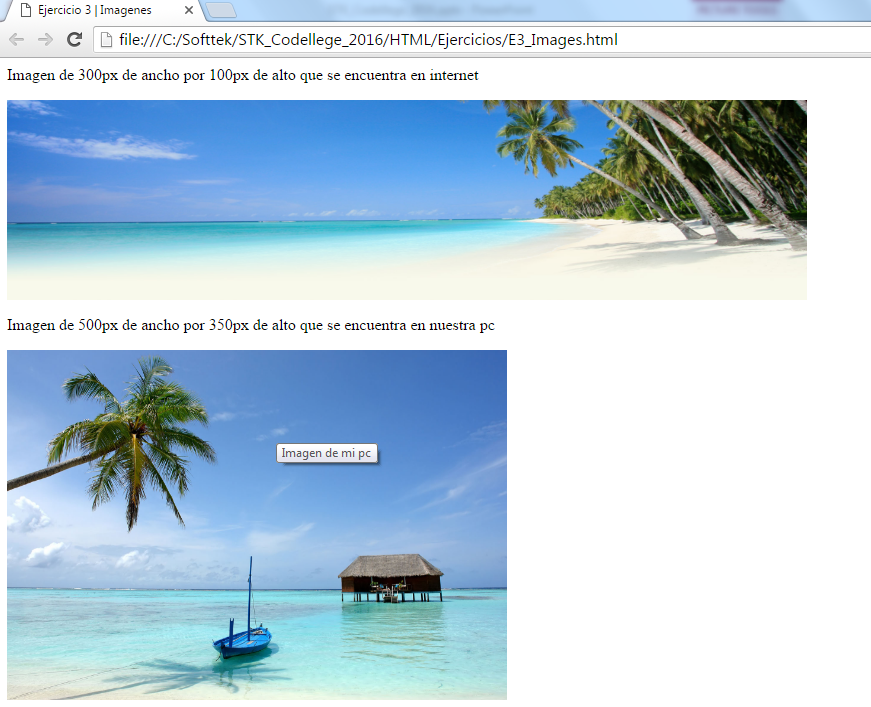 Ejercicio 3 | Imagenes
file:///C:/Softtek/STK_Codellege_2016/HTML/Ejercicios/E3_Images.html
Imagen de 300px de ancho por 100px de alto que se encuentra en internet
Imagen de 500px de ancho por 350px de alto que se encuentra en nuestra pc
Imagen de mi pc